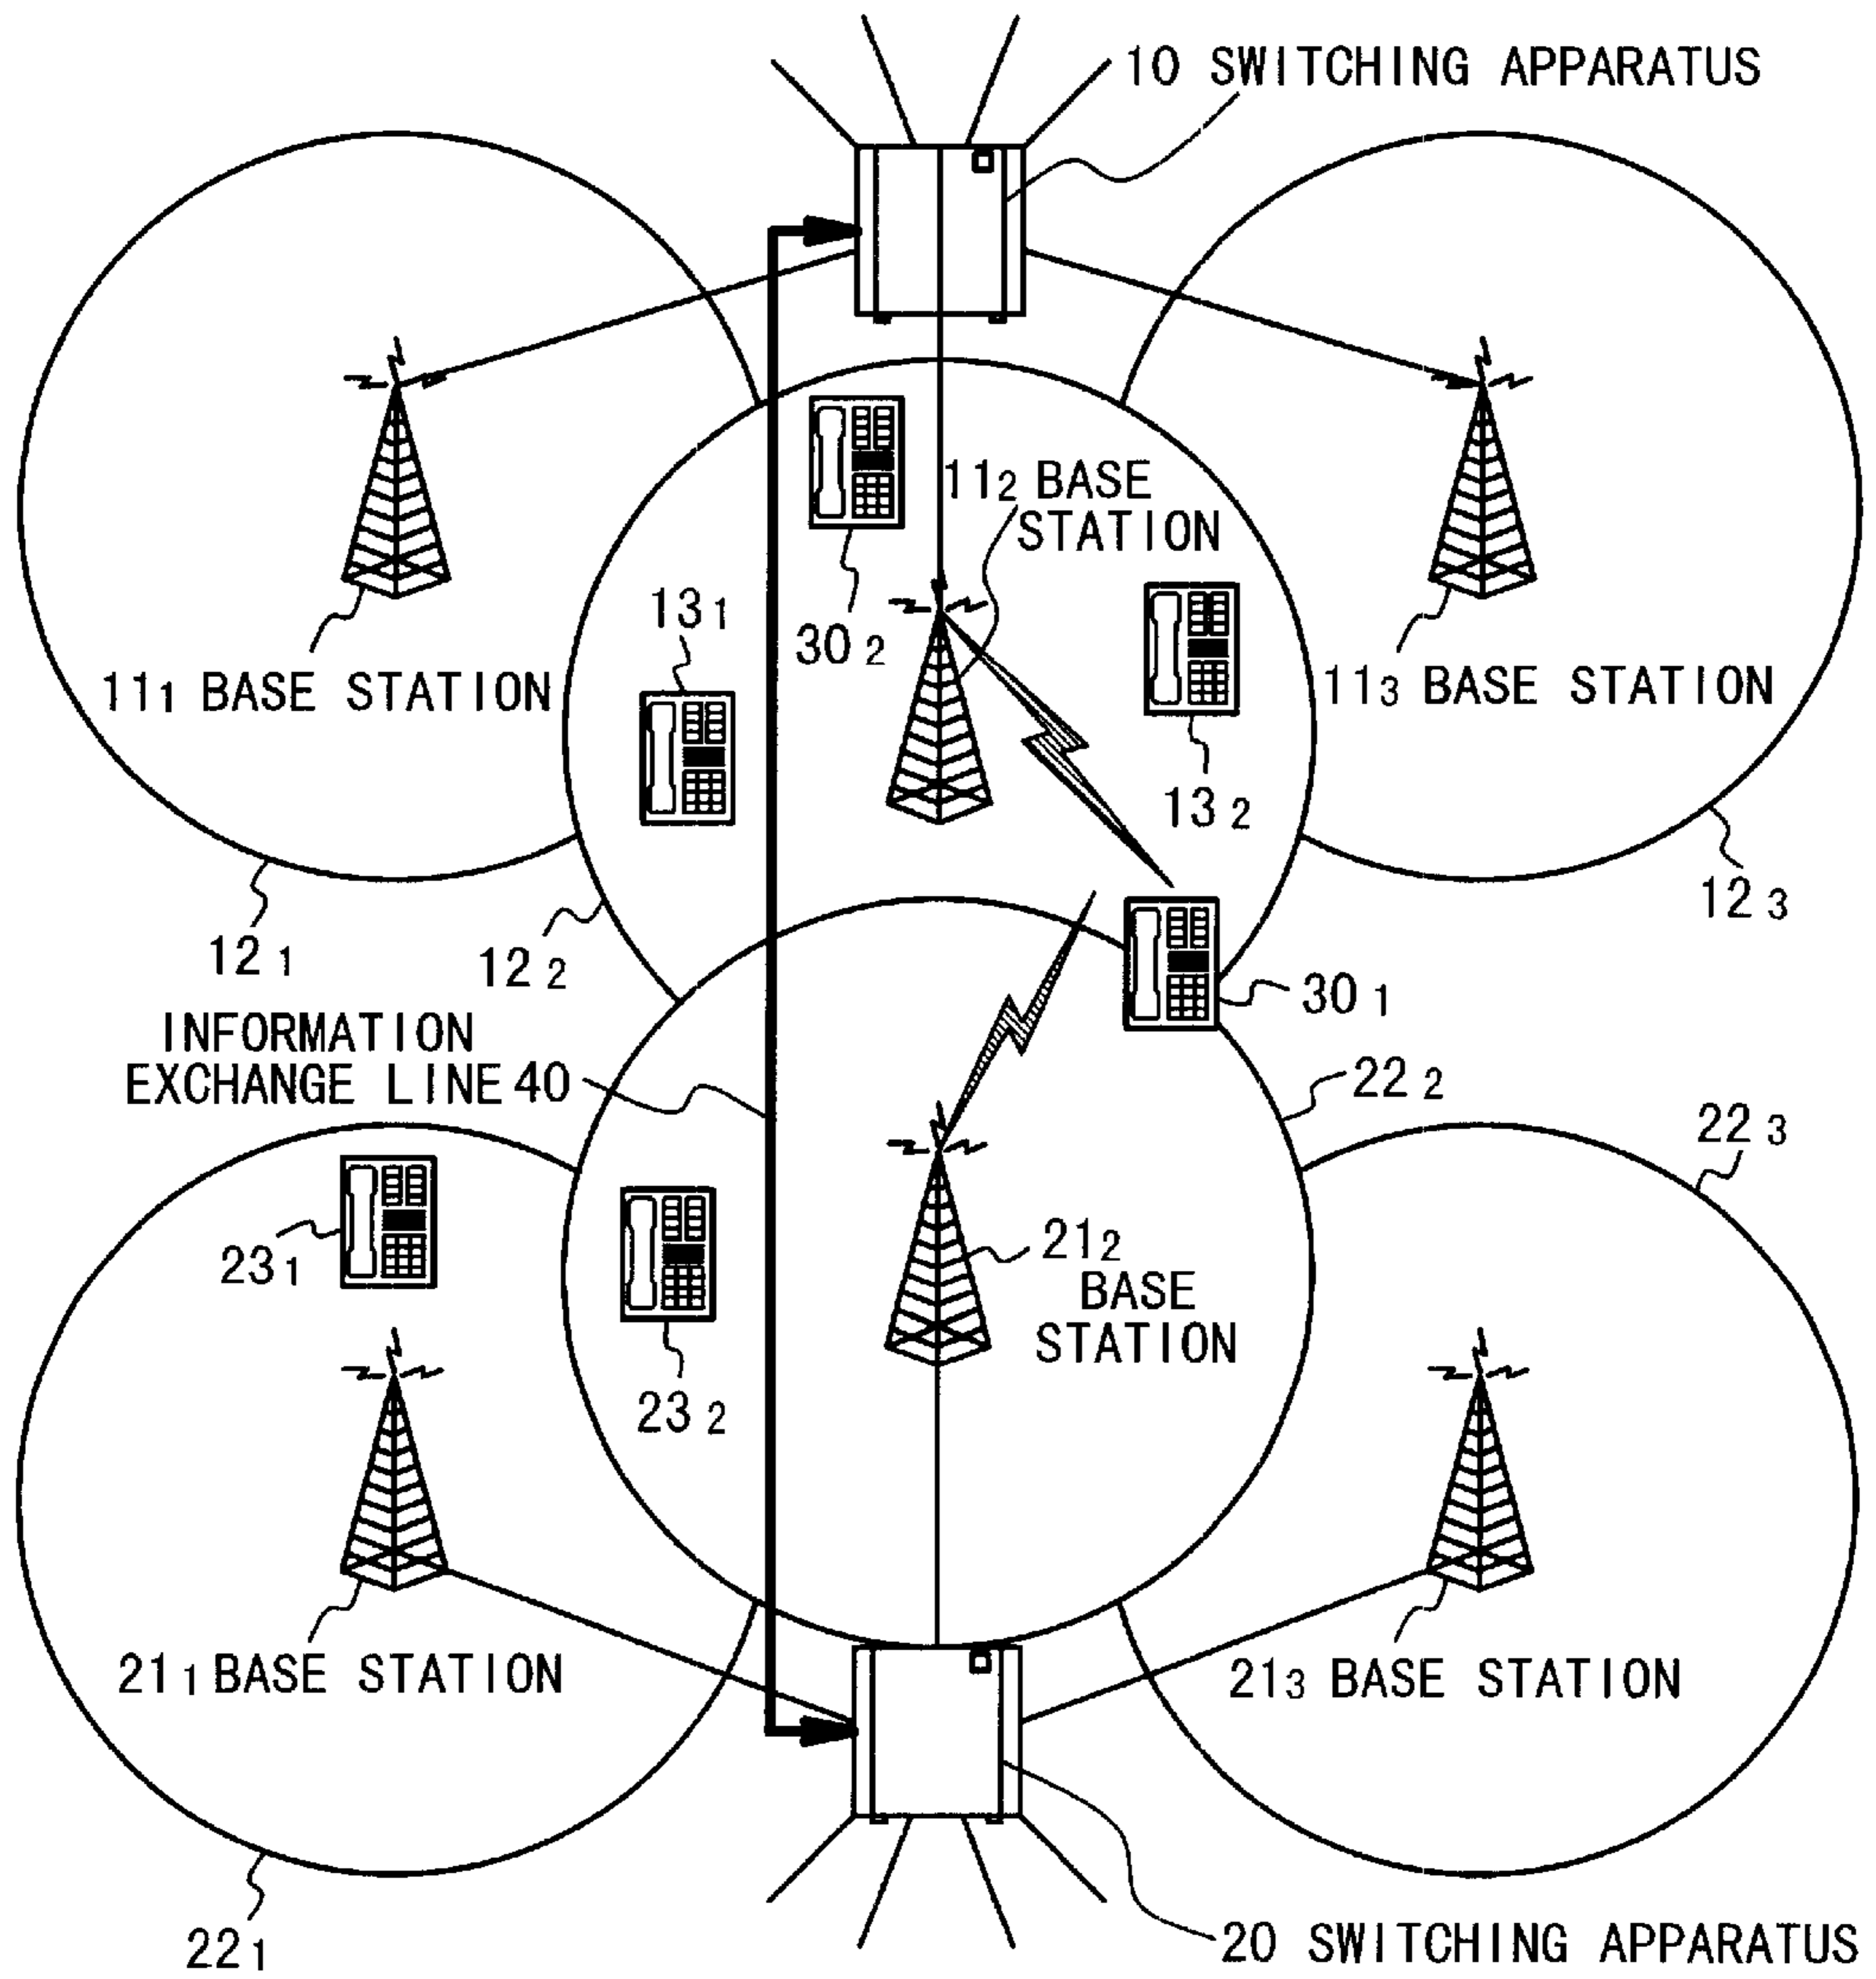 10 SWITCHING APPARATUS
11₂ BASE
STATION
13₁
30₂
11₁ BASE STATION
11₃ BASE STATION
13₂
12₃
12₁
12₂
30₁
INFORMATION
EXCHANGE LINE 40
22₂
22₃
23₁
21₂
BASE
STATION
23₂
21₁ BASE STATION
21₃ BASE STATION
22₁
20 SWITCHING APPARATUS